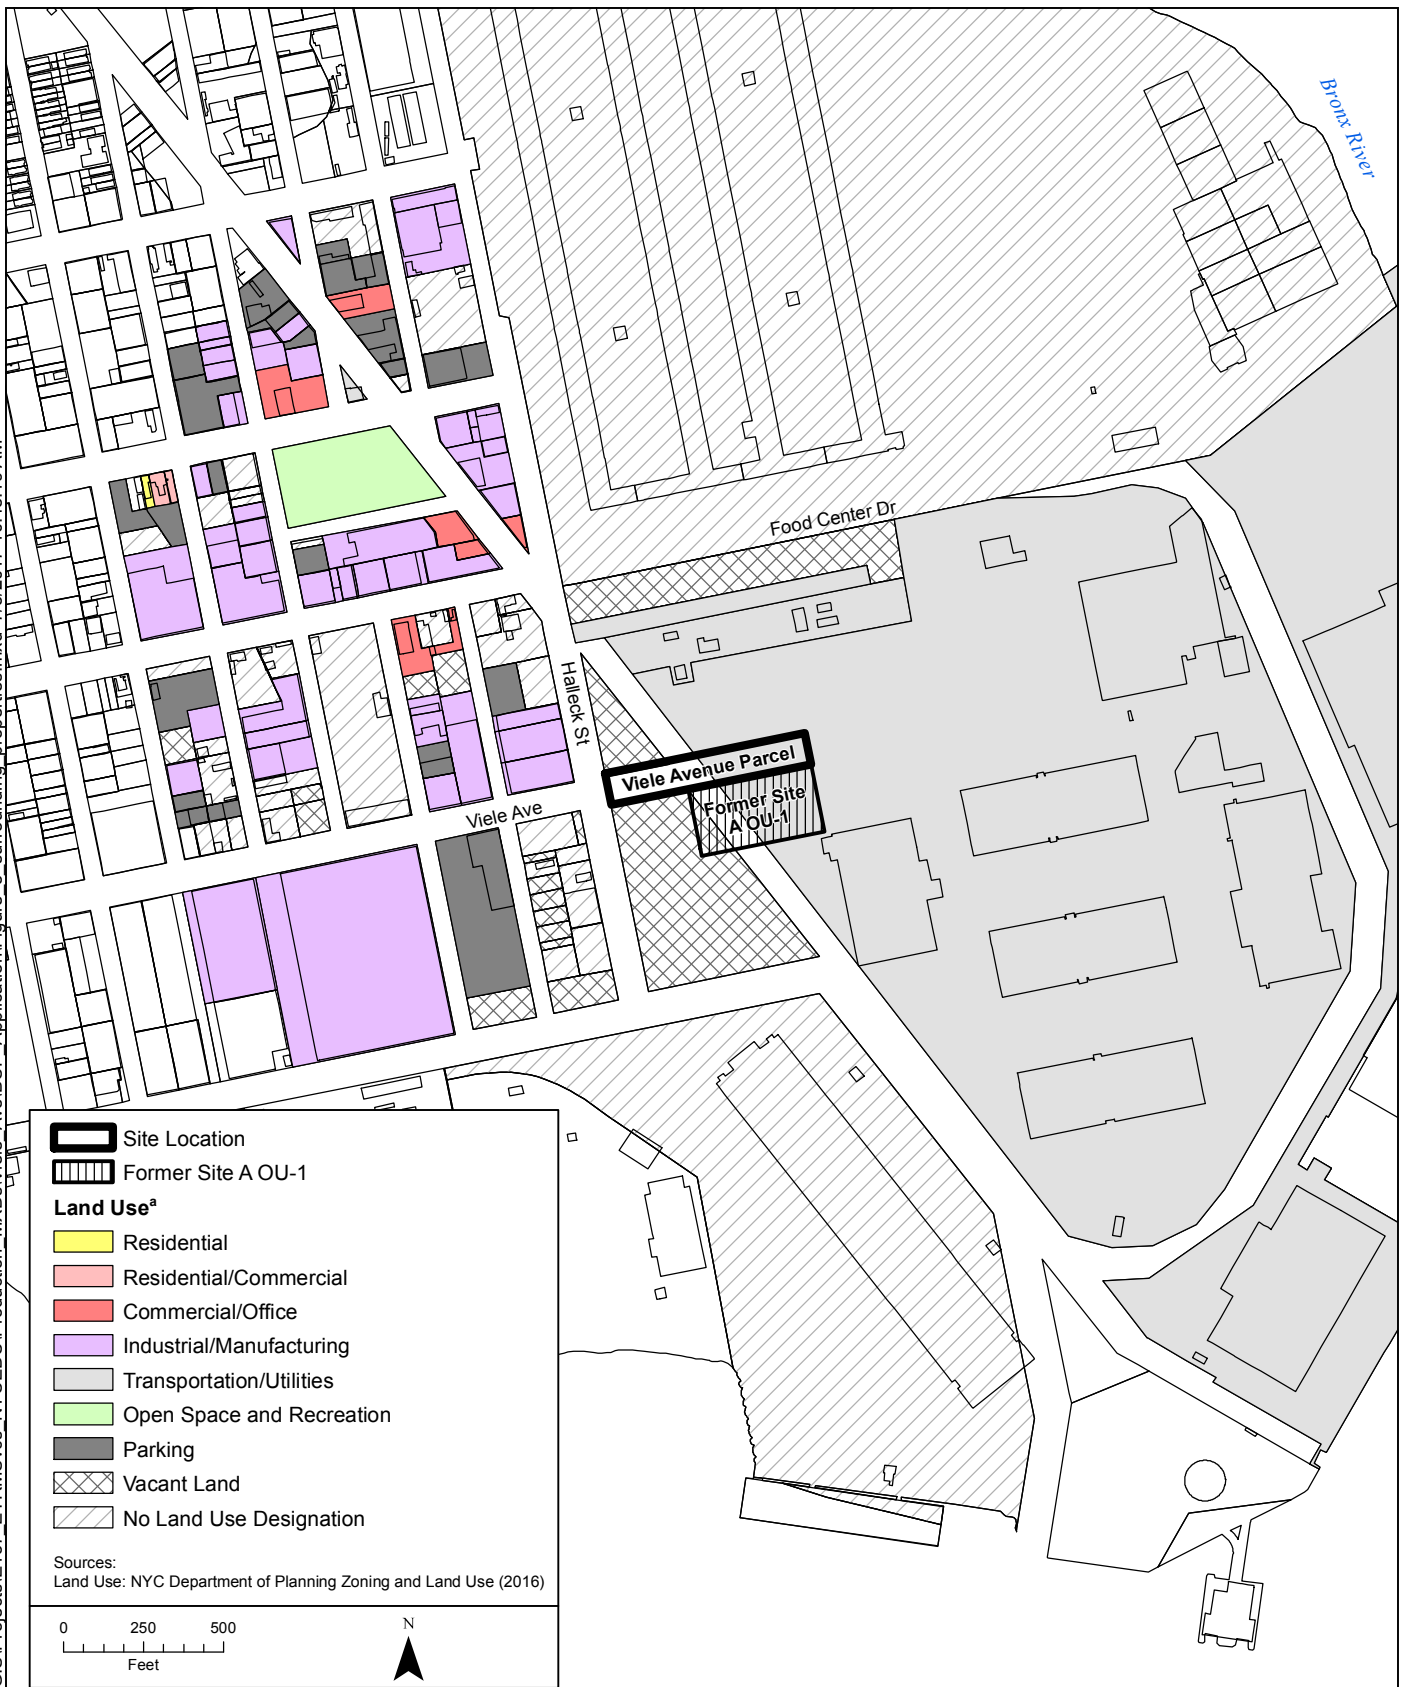 Bronx River
Food Center Dr
Halleck St
Viele Avenue Parcel
Former Site
A OU-1
Viele Ave
Site Location
Former Site A OU-1
Land Useᵃ
Residential
Residential/Commercial
Commercial/Office
Industrial/Manufacturing
Transportation/Utilities
Open Space and Recreation
Parking
Vacant Land
No Land Use Designation
Sources:
Land Use: NYC Department of Planning Zoning and Land Use (2016)
0 250 500
Feet
N